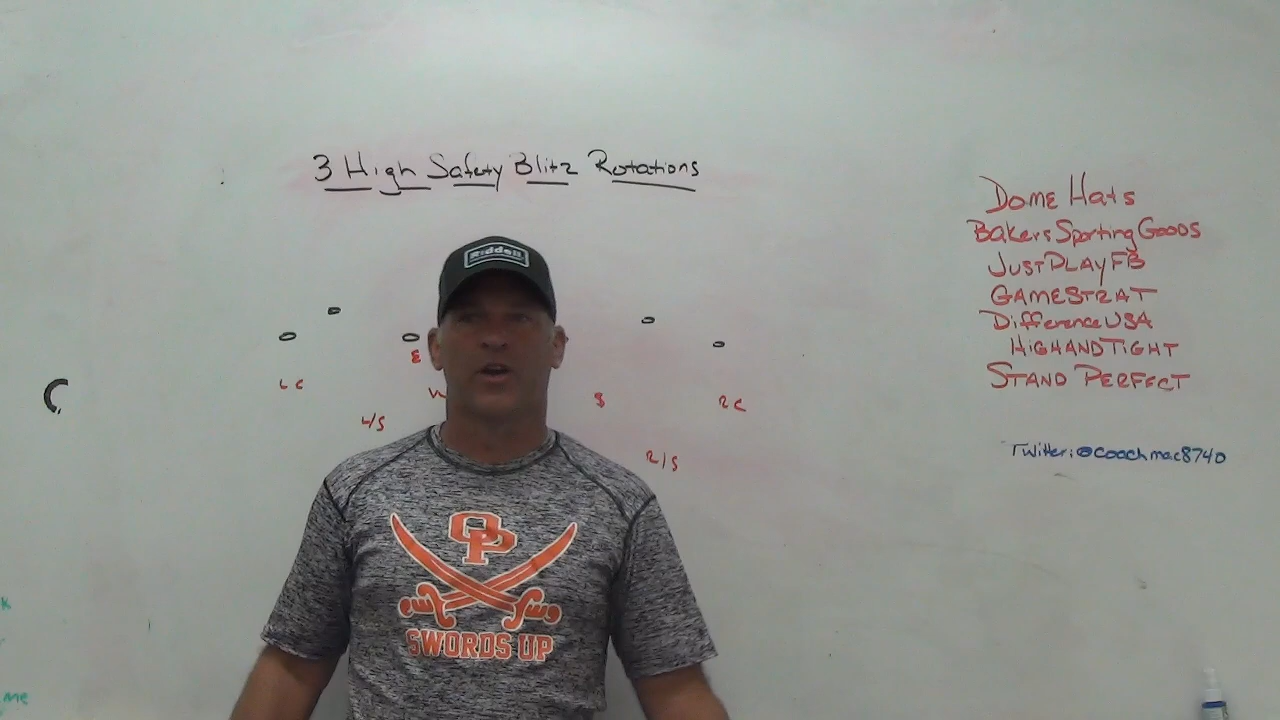 3 High Safety Blitz Rotations
Dome Hats
Bakers Sporting Goods
JUSTPLAYFB
GAMESTRAT
DifferenceUSA
HIGHANDTIGHT
STAND PERFECT
Twitter: @coachmac8740
Riddell
E
LC
W
$
RC
L/S
R/S
OP
SWORDS UP
k
me